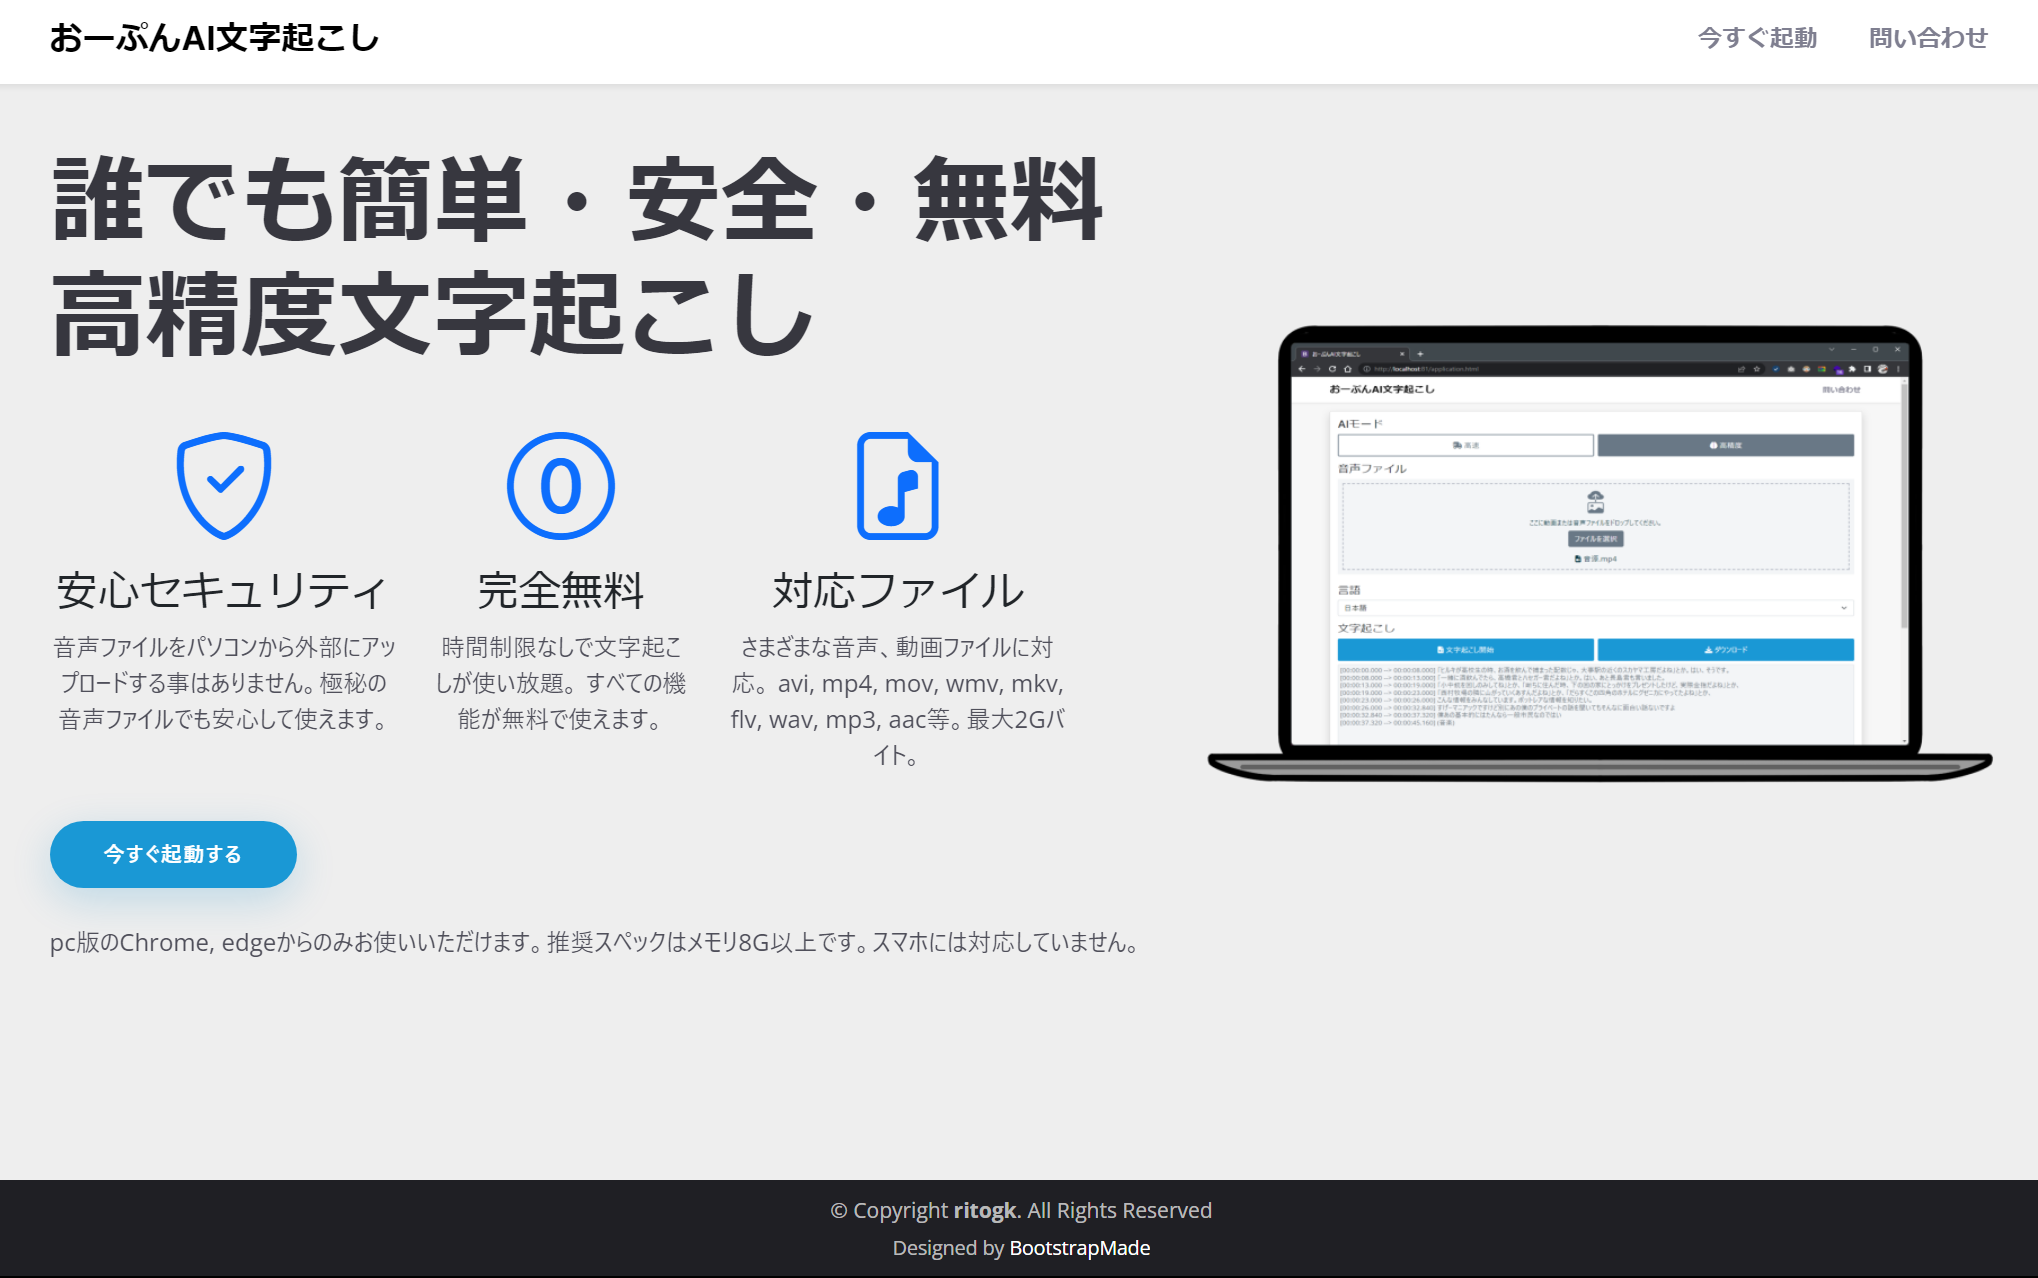 おーぷんAI文字起こし
今すぐ起動
問い合わせ
誰でも簡単・安全・無料
高精度文字起こし
安心セキュリティ
音声ファイルをパソコンから外部にアッ
プロードする事はありません。極秘の
音声ファイルでも安心して使えます。
0
完全無料
時間制限なしで文字起こ
しが使い放題。すべての機
能が無料で使えます。
対応ファイル
さまざまな音声、動画ファイルに対
応。avi, mp4, mov, wmv, mkv,
flv, wav, mp3, aac等。最大2Gバ
イト。
今すぐ起動する
pc版のChrome, edgeからのみお使いいただけます。推奨スペックはメモリ8G以上です。スマホには対応していません。
おーぷんAI文字起こし
http://localhost:81/application.html
おーぷんAI文字起こし
問い合わせ
AIモード
高速
高精度
音声ファイル
ここに動画または音声ファイルをドロップしてください。
ファイルを選択
音源.mp4
言語
日本語
文字起こし
文字起こし開始
ダウンロード
© Copyright ritogk. All Rights Reserved
Designed by BootstrapMade